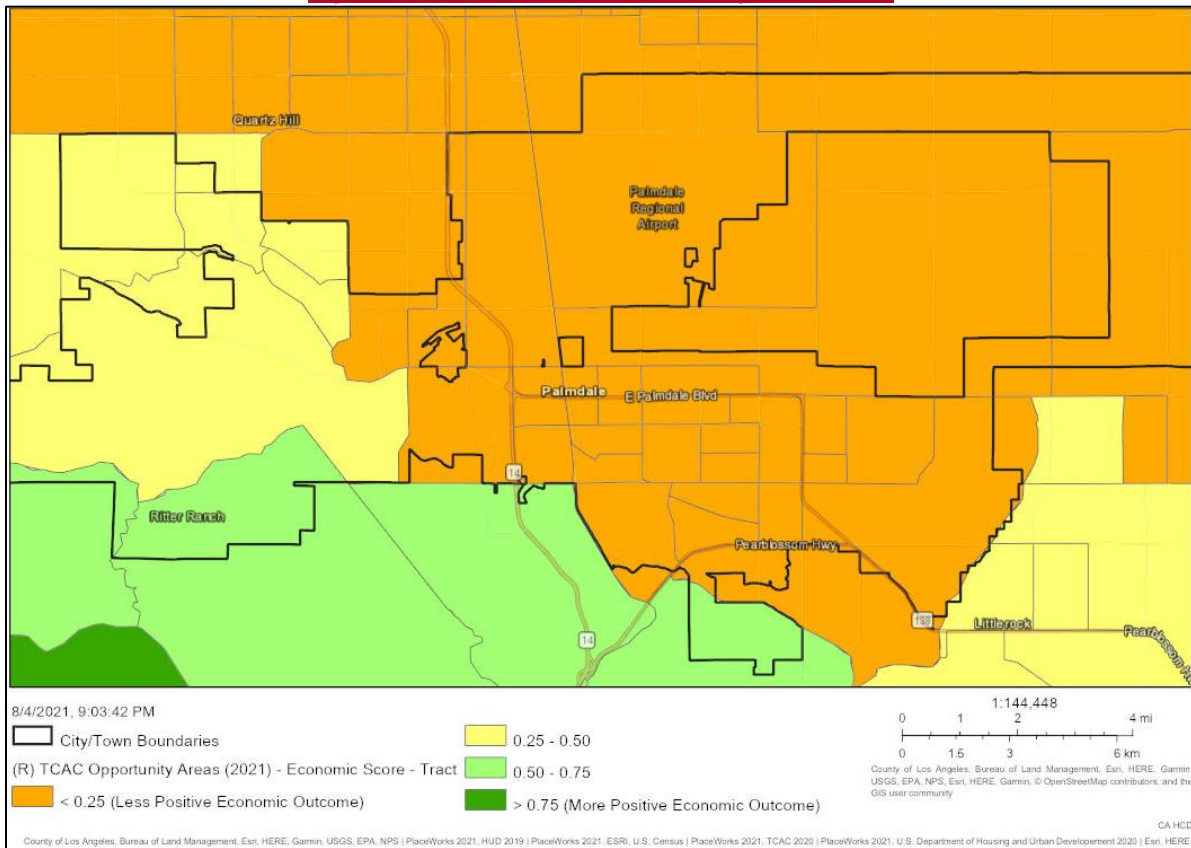 Quartz Hill
Palmdale
Regional
Airport
Palmdale
E Palmdale Blvd
14
Ritter Ranch
Pearblossom Hwy
14
138
Littlerock
8/4/2021, 9:03:42 PM
City/Town Boundaries
(R) TCAC Opportunity Areas (2021) - Economic Score - Tract
< 0.25 (Less Positive Economic Outcome)
0.25 - 0.50
0.50 - 0.75
> 0.75 (More Positive Economic Outcome)
1:144,448
0 1 2 4 mi
0 1.5 3 6 km
County of Los Angeles, Bureau of Land Management, Esri, HERE, Garmin,
USGS, EPA, NPS, Esri, HERE, Garmin, © OpenStreetMap contributors, and the
GIS user community
CA HCD
County of Los Angeles, Bureau of Land Management, Esri, HERE, Garmin, USGS, EPA, NPS | PlaceWorks 2021, HUD 2019 | PlaceWorks 2021, ESRI, U.S. Census | PlaceWorks 2021, TCAC 2020 | PlaceWorks 2021, U.S. Department of Housing and Urban Developement 2020 | Esri, HERE